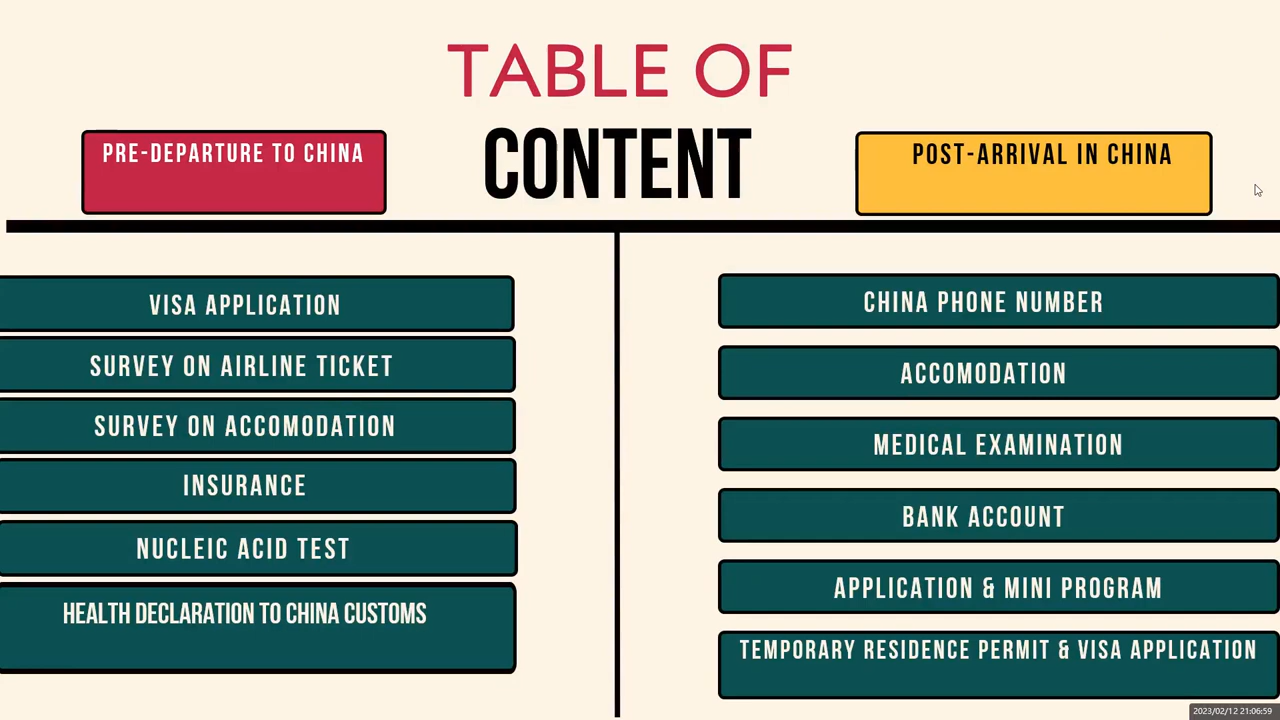 TABLE OF
CONTENT
PRE-DEPARTURE TO CHINA
VISA APPLICATION
SURVEY ON AIRLINE TICKET
SURVEY ON ACCOMODATION
INSURANCE
NUCLEIC ACID TEST
HEALTH DECLARATION TO CHINA CUSTOMS
POST-ARRIVAL IN CHINA
CHINA PHONE NUMBER
ACCOMODATION
MEDICAL EXAMINATION
BANK ACCOUNT
APPLICATION & MINI PROGRAM
TEMPORARY RESIDENCE PERMIT & VISA APPLICATION
2023/02/12 21:06:59